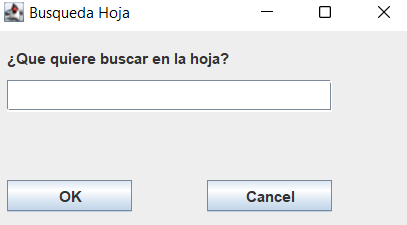 Busqueda Hoja
¿Que quiere buscar en la hoja?
OK
Cancel